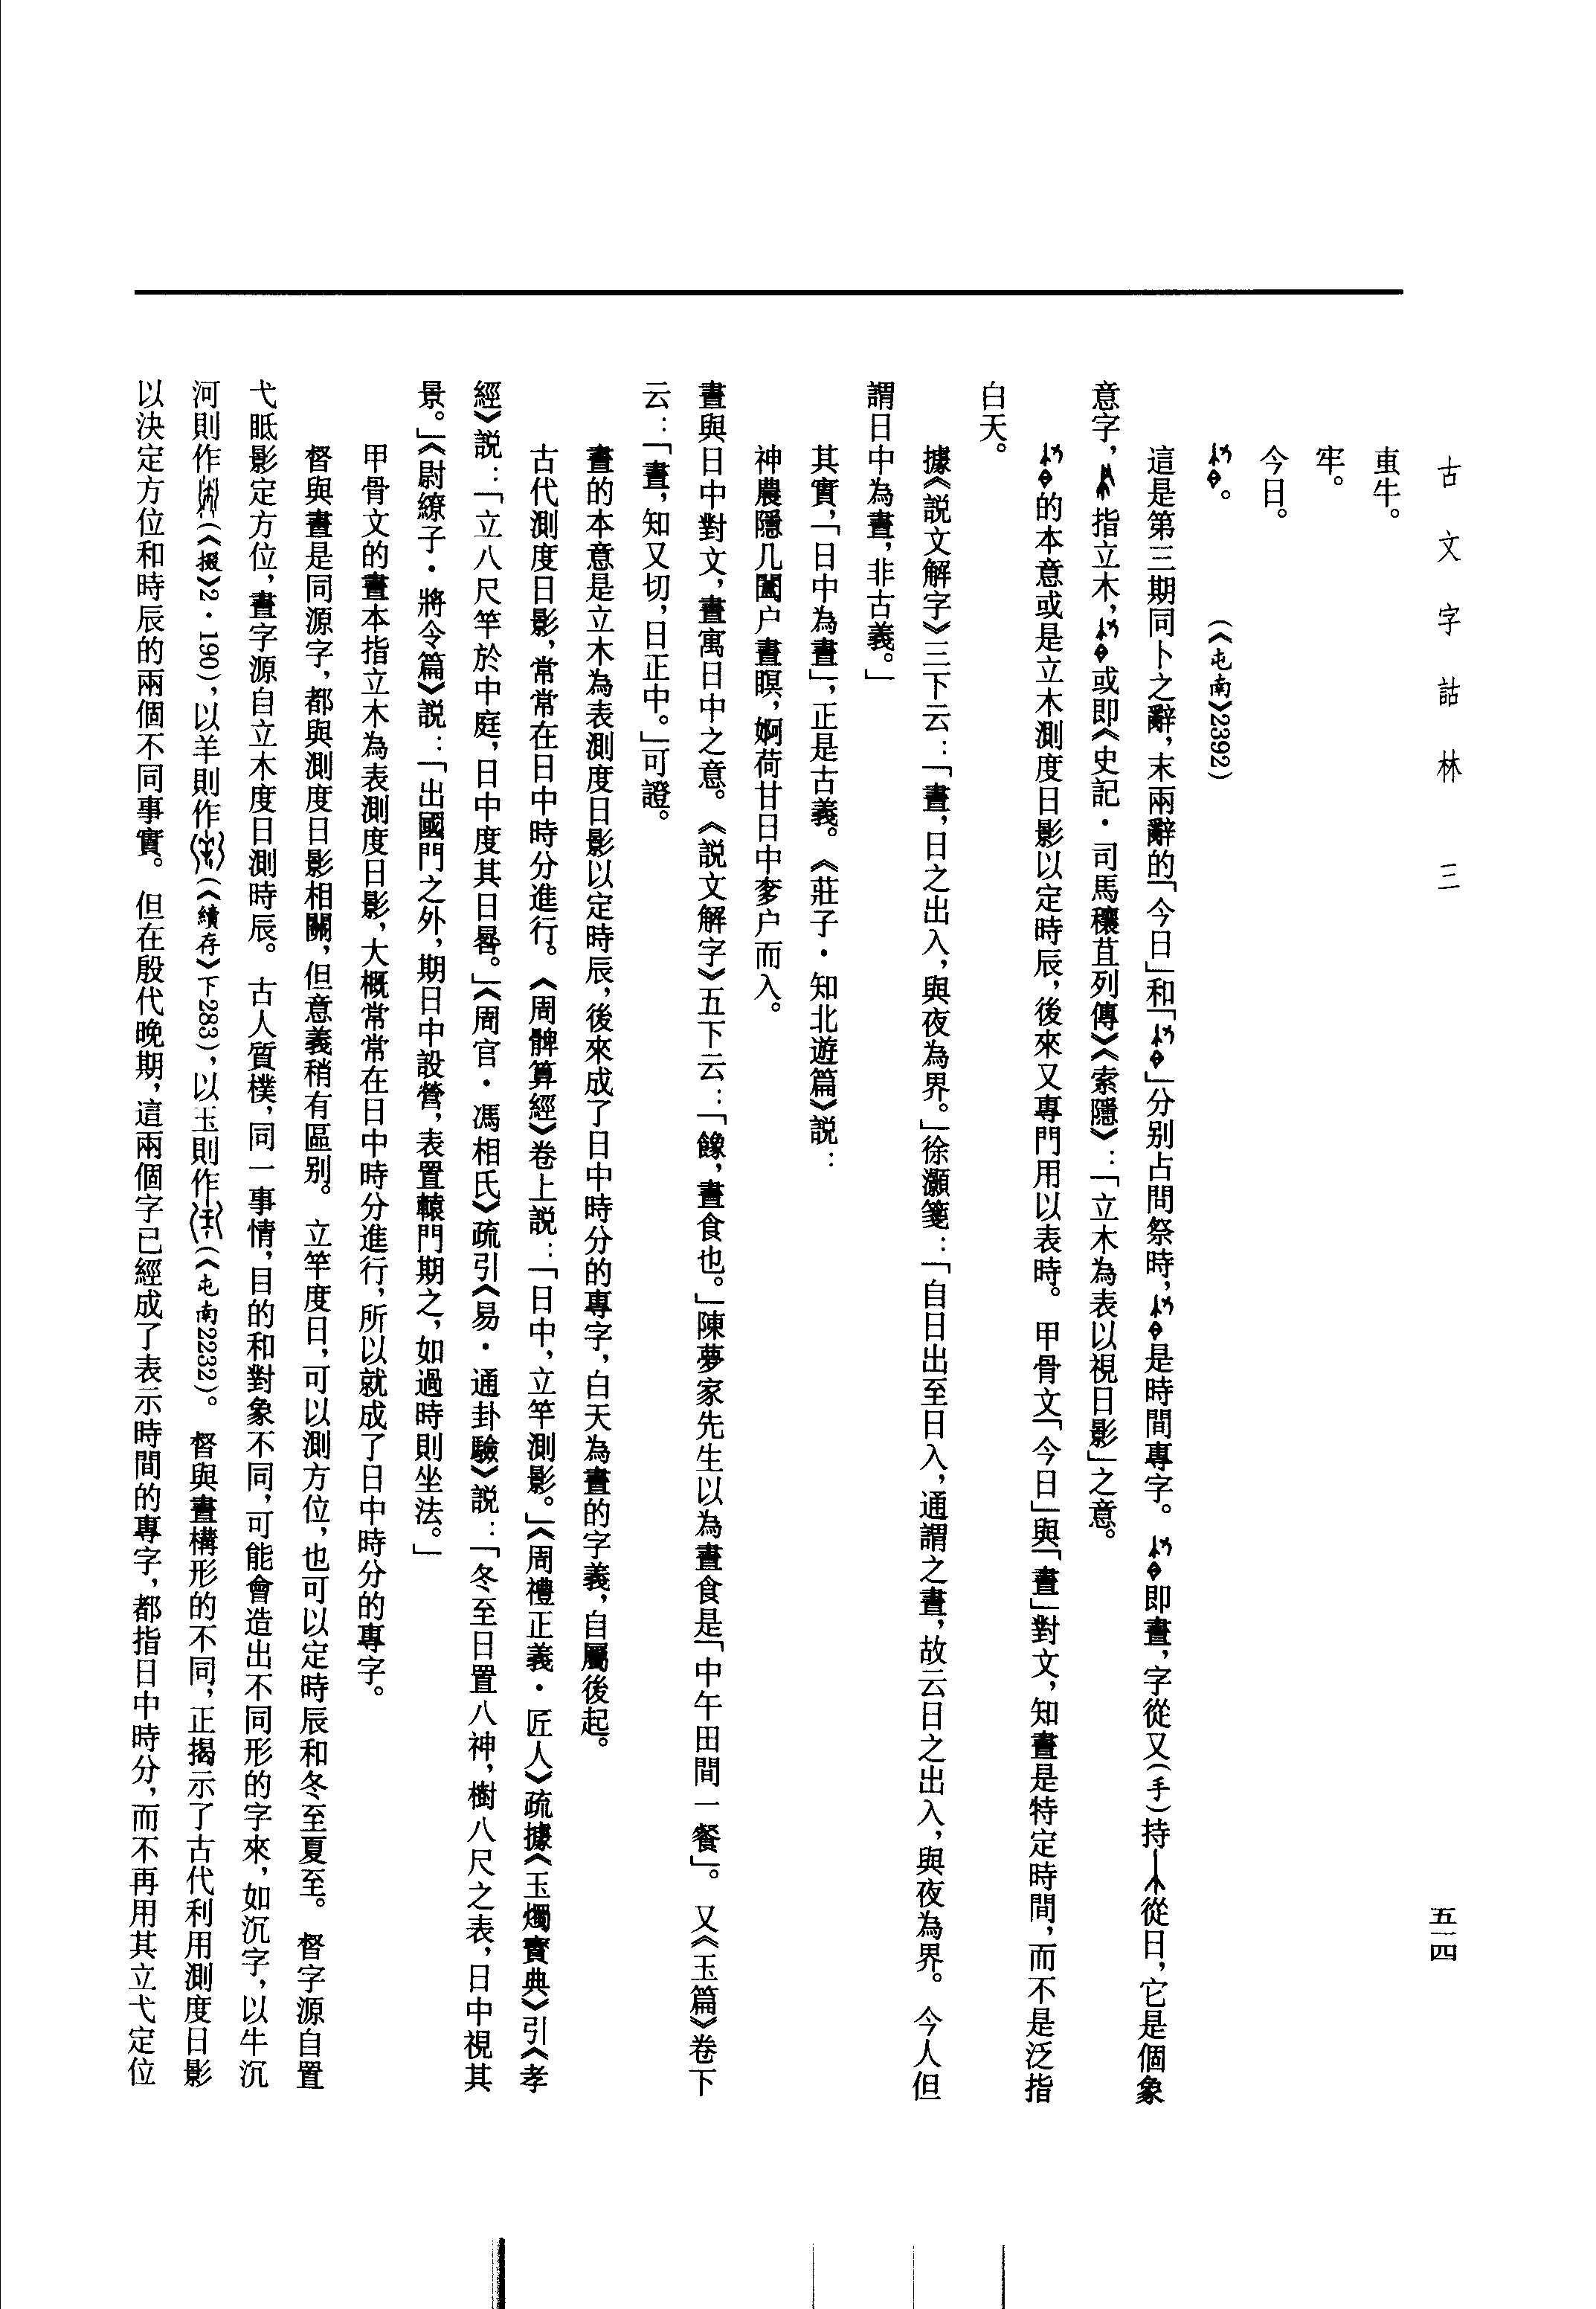 古文字詁林 三
五一四
叀牛。
牢。
今日。
。 (《屯南》2392)
這是第三期同卜之辭，末兩辭的「今日」和「」分別占問祭時，是時間專字。即晝，字從又(手)持從日，它是個象
意字，指立木，或即《史記·司馬穰苴列傳》《索隱》：「立木為表以視日影」之意。
的本意或是立木測度日影以定時辰，後來又專門用以表時。甲骨文「今日」與「晝」對文，知晝是特定時間，而不是泛指
白天。
據《説文解字》三下云：「晝，日之出入，與夜為界。」徐灝箋：「自日出至日入，通謂之晝，故云日之出入，與夜為界。今人但
謂日中為晝，非古義。」
其實，「日中為晝」，正是古義。《莊子·知北遊篇》説：
神農隱几闔户晝瞑，婀荷甘日中奓户而入。
晝與日中對文，晝寓日中之意。《説文解字》五下云：「餯，晝食也。」陳夢家先生以為晝食是「中午田間一餐」。又《玉篇》卷下
云：「晝，知又切，日正中。」可證。
晝的本意是立木為表測度日影以定時辰，後來成了日中時分的專字，白天為晝的字義，自屬後起。
古代測度日影，常常在日中時分進行。《周髀算經》卷上説：「日中，立竿測影。」《周禮正義·匠人》疏據《玉燭寶典》引《孝
經》説：「立八尺竿於中庭，日中度其日晷。」《周官·馮相氏》疏引《易·通卦驗》説：「冬至日置八神，樹八尺之表，日中視其
景。」《尉繚子·將令篇》説：「出國門之外，期日中設營，表置轅門期之，如過時則坐法。」
甲骨文的晝本指立木為表測度日影，大概常常在日中時分進行，所以就成了日中時分的專字。
督與晝是同源字，都與測度日影相關，但意義稍有區别。立竿度日，可以測方位，也可以定時辰和冬至夏至。督字源自置
弋眡影定方位，晝字源自立木度日測時辰。古人質樸，同一事情，目的和對象不同，可能會造出不同形的字來，如沉字，以牛沉
河則作(《掇》2·190)，以羊則作(《續存》下283)，以玉則作(《屯南2232)。督與晝構形的不同，正揭示了古代利用測度日影
以決定方位和時辰的兩個不同事實。但在殷代晚期，這兩個字已經成了表示時間的專字，都指日中時分，而不再用其立弋定位